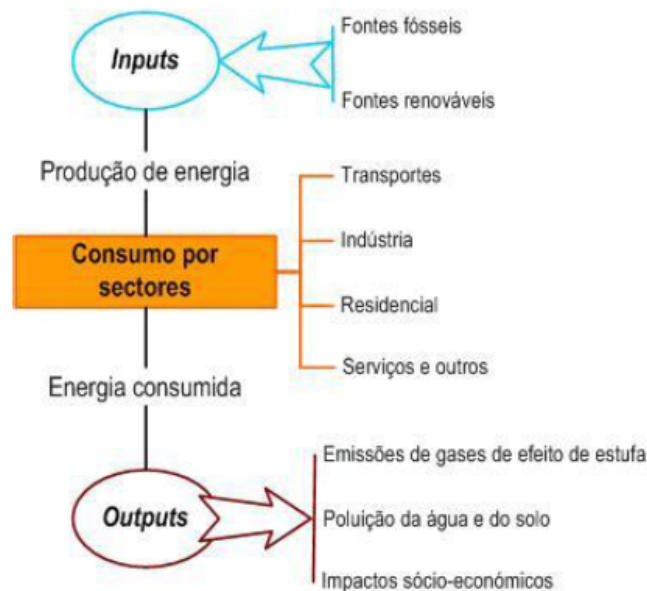 Fontes fósseis
Inputs
Fontes renováveis
Produção de energia
Transportes
Consumo por
sectores
Indústria
Residencial
Serviços e outros
Energia consumida
Emissões de gases de efeito de estufa
Outputs
Poluição da água e do solo
Impactos sócio-económicos